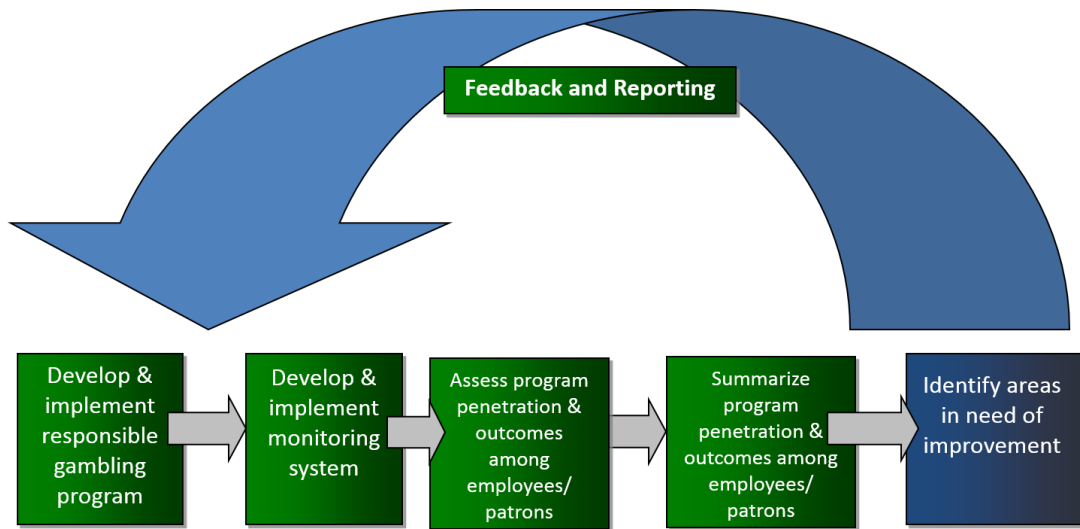 Feedback and Reporting
Develop &
implement
responsible
gambling
program
Develop &
implement
monitoring
system
Assess program
penetration &
outcomes
among
employees/
patrons
Summarize
program
penetration &
outcomes among
employees/
patrons
Identify areas
in need of
improvement